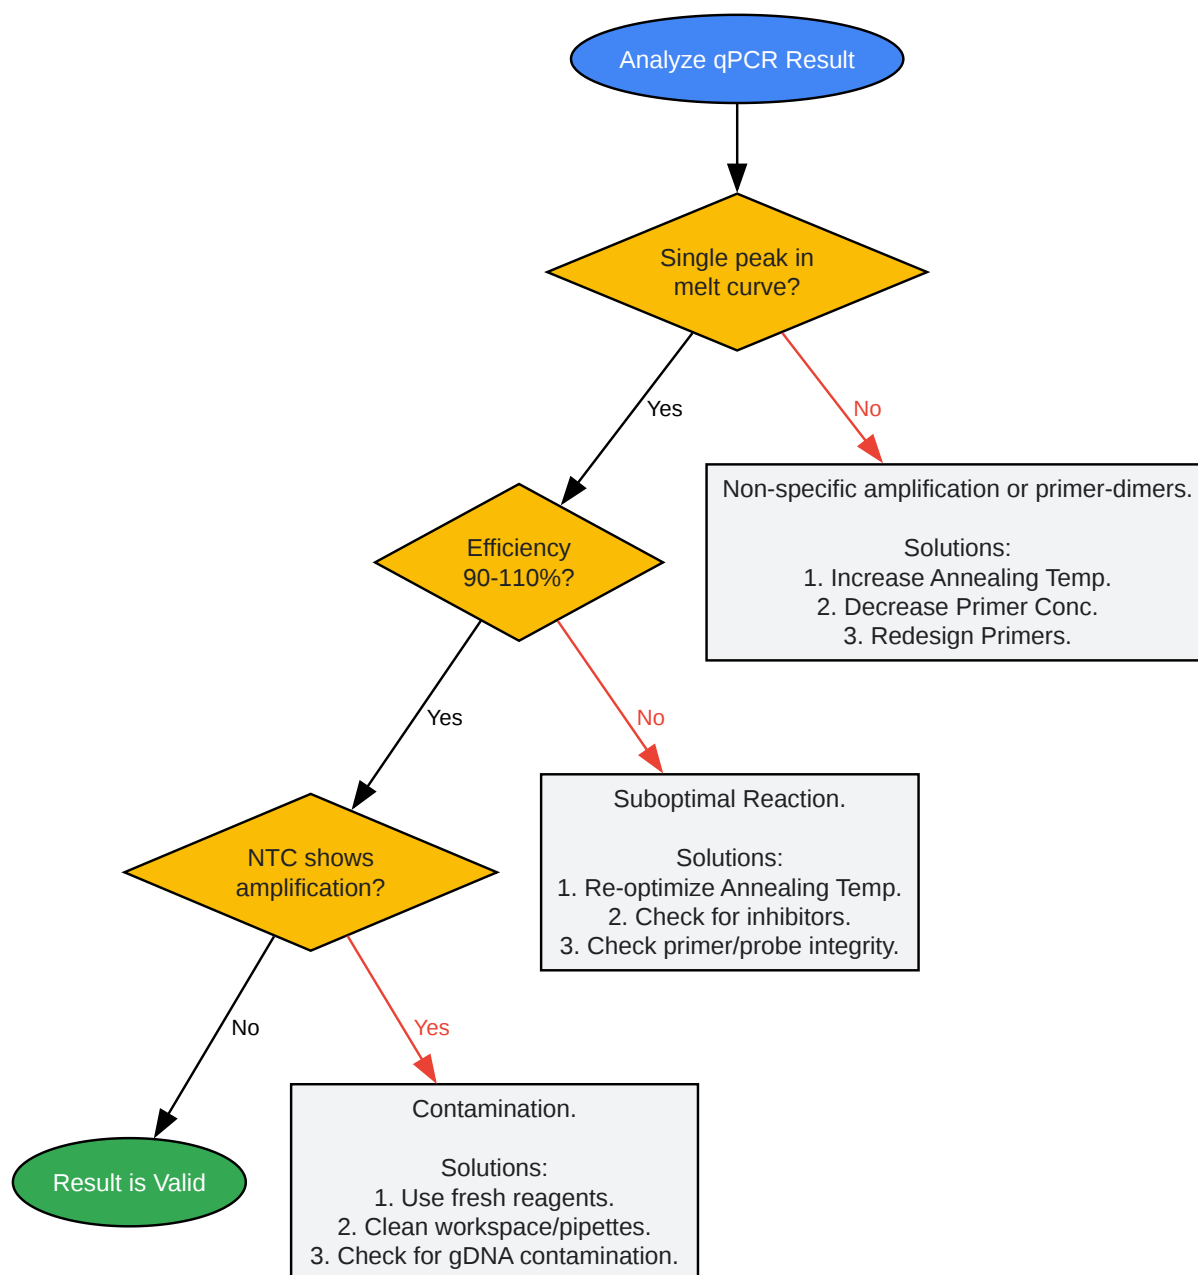 Analyze qPCR Result
Single peak in
melt curve?
Yes
No
Non-specific amplification or primer-dimers.
Solutions:
1. Increase Annealing Temp.
2. Decrease Primer Conc.
3. Redesign Primers.
Efficiency
90-110%?
Yes
No
Suboptimal Reaction.
Solutions:
1. Re-optimize Annealing Temp.
2. Check for inhibitors.
3. Check primer/probe integrity.
NTC shows
amplification?
No
Yes
Contamination.
Solutions:
1. Use fresh reagents.
2. Clean workspace/pipettes.
3. Check for gDNA contamination.
Result is Valid